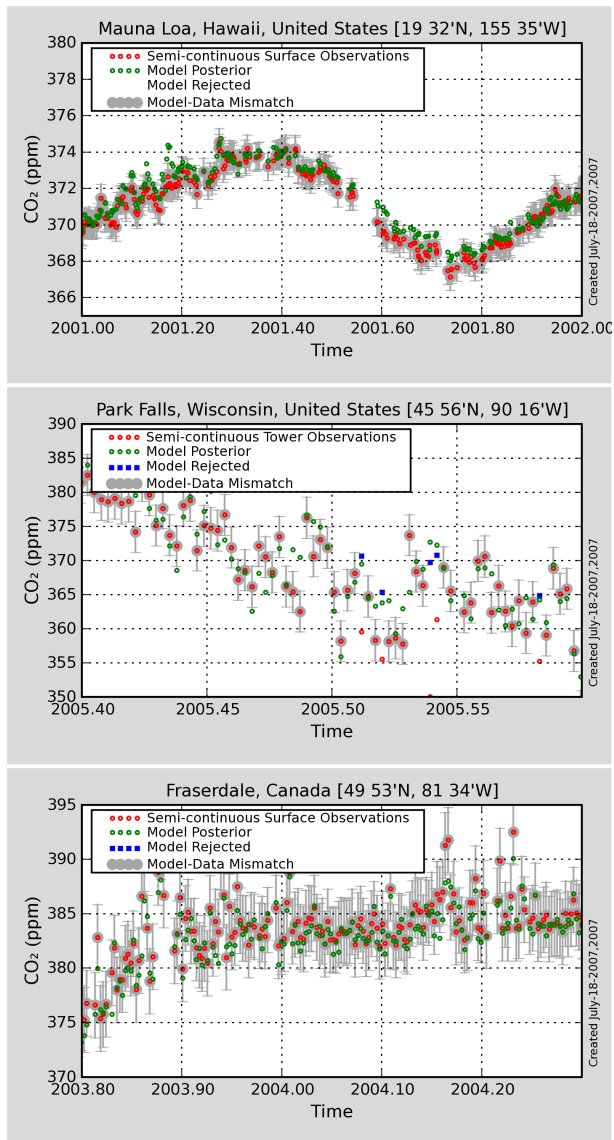 Mauna Loa, Hawaii, United States [19 32'N, 155 35'W]
380
378
376
374
372
370
368
366
CO₂ (ppm)
Semi-continuous Surface Observations
Model Posterior
Model Rejected
Model-Data Mismatch
2001.00
2001.20
2001.40
2001.60
2001.80
2002.00
Time
Created July-18-2007,2007
Park Falls, Wisconsin, United States [45 56'N, 90 16'W]
390
385
380
375
370
365
360
355
350
CO₂ (ppm)
Semi-continuous Tower Observations
Model Posterior
Model Rejected
Model-Data Mismatch
2005.40
2005.45
2005.50
2005.55
Time
Created July-18-2007,2007
Fraserdale, Canada [49 53'N, 81 34'W]
395
390
385
380
375
370
CO₂ (ppm)
Semi-continuous Surface Observations
Model Posterior
Model Rejected
Model-Data Mismatch
2003.80
2003.90
2004.00
2004.10
2004.20
Time
Created July-18-2007,2007